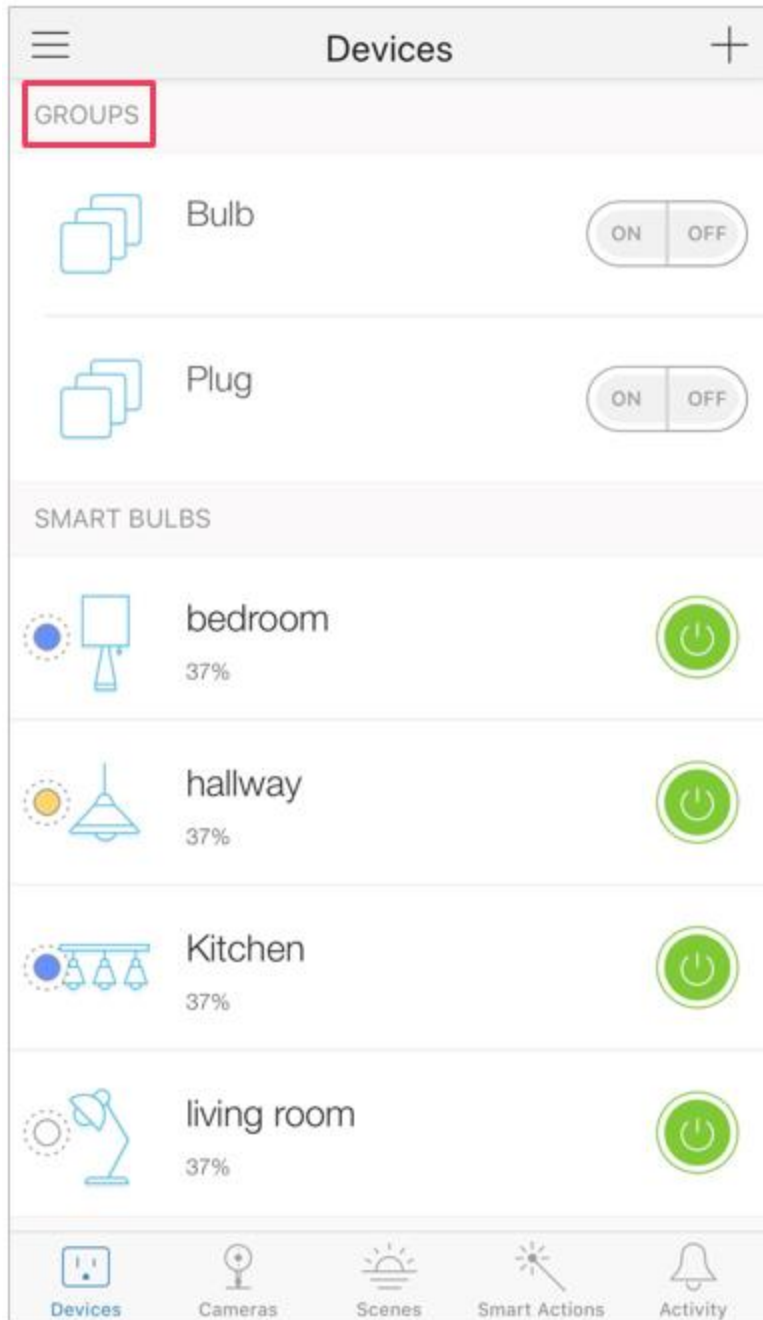 Devices
GROUPS
Bulb
ON OFF
Plug
ON OFF
SMART BULBS
bedroom
37%
hallway
37%
Kitchen
37%
living room
37%
Devices Cameras Scenes Smart Actions Activity